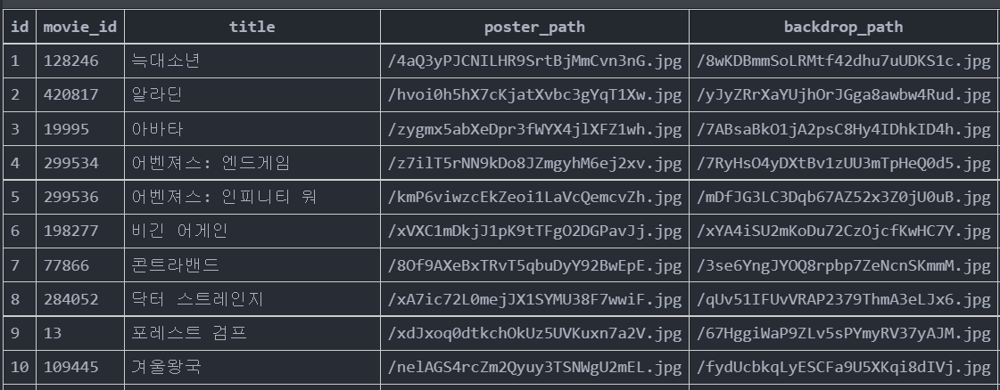 id movie_id title poster_path backdrop_path
1 128246 늑대소년 /4aQ3yPJCNILHR9SrtBjMmCvn3nG.jpg /8wKDBmmSoLRMtf42dhu7uUDKS1c.jpg
2 420817 알라딘 /hvoi0h5hX7cKjatXvbc3gYqT1Xw.jpg /yJyZRrXaYUjhOrJGga8awbw4Rud.jpg
3 19995 아바타 /zygmx5abXeDpr3fWYX4jlXFZ1wh.jpg /7ABsaBkO1jA2psC8Hy4IDhkID4h.jpg
4 299534 어벤져스: 엔드게임 /z7ilT5rNN9kDo8JZmgyhM6ej2xv.jpg /7RyHsO4yDXtBv1zUU3mTpHeQ0d5.jpg
5 299536 어벤져스: 인피니티 워 /kmP6viwzcEkZeoi1LaVcQemcvZh.jpg /mDfJG3LC3Dqb67AZ52x3Z0jU0uB.jpg
6 198277 비긴 어게인 /xVXC1mDkjJ1pK9tTFgO2DGPavJj.jpg /xYA4iSU2mKoDu72CzOjcfKwHC7Y.jpg
7 77866 콘트라밴드 /8Of9AXeBxTRvT5qbuDyY92BwEpE.jpg /3se6YngJYOQ8rpbp7ZeNcnSKmmM.jpg
8 284052 닥터 스트레인지 /xA7ic72L0mejJX1SYMU38F7wwiF.jpg /qUv51IFUvVRAP2379ThmA3eLJx6.jpg
9 13 포레스트 검프 /xdJxoq0dtkchOkUz5UVKuxn7a2V.jpg /67HggiWaP9ZLv5sPYmyRV37yAJM.jpg
10 109445 겨울왕국 /nelAGS4rcZm2Qyuy3TSNWgU2mEL.jpg /fydUcbkqLyESCFa9U5XKqi8dIVj.jpg